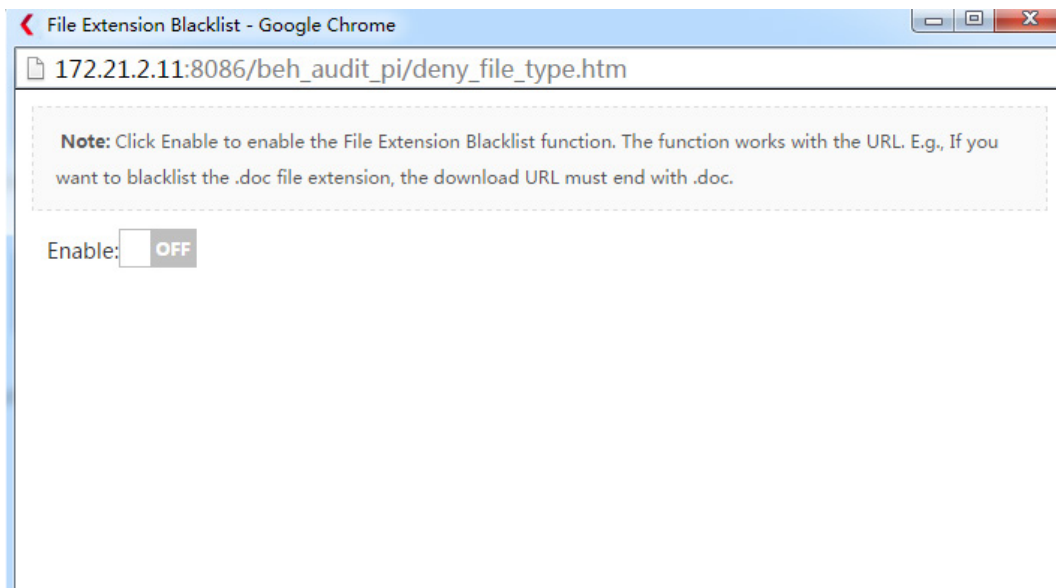 File Extension Blacklist - Google Chrome
172.21.2.11:8086/beh_audit_pi/deny_file_type.htm
Note: Click Enable to enable the File Extension Blacklist function. The function works with the URL. E.g., If you
want to blacklist the .doc file extension, the download URL must end with .doc.
Enable: OFF